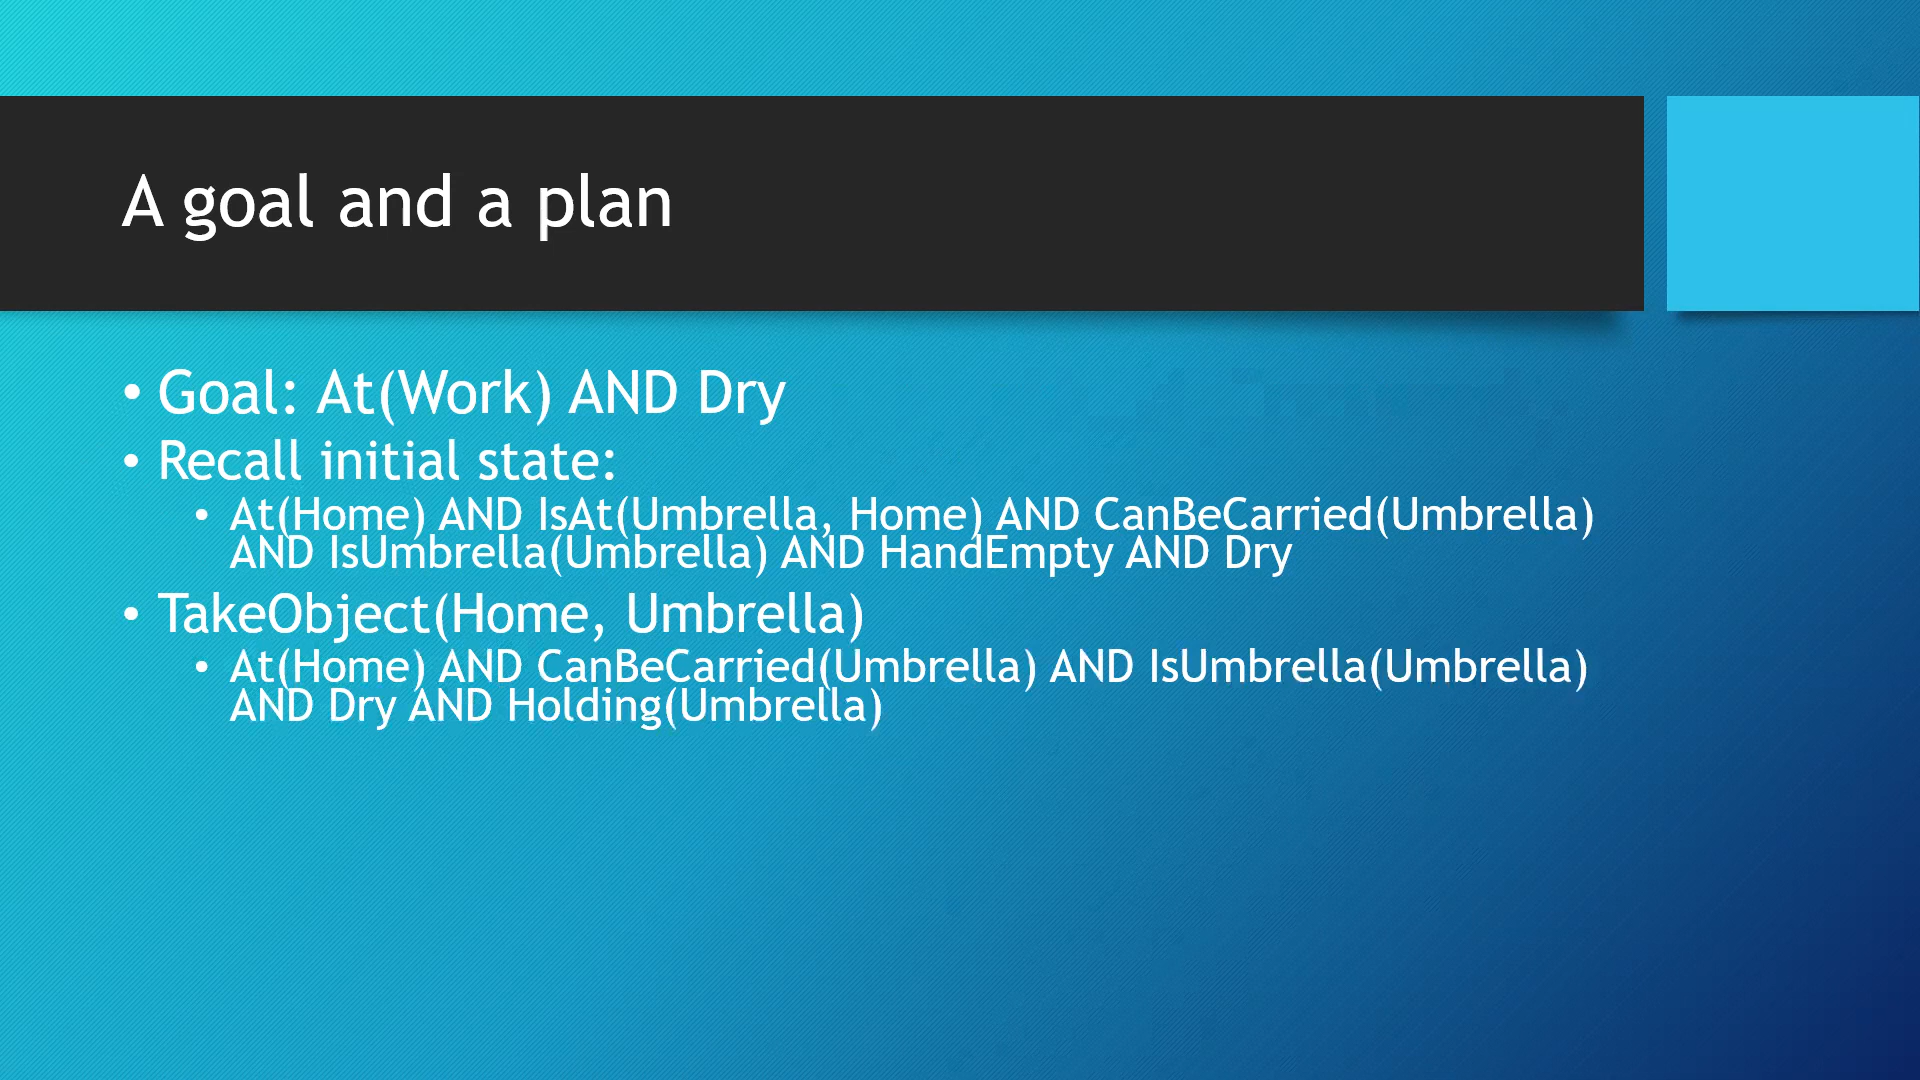 A goal and a plan
• Goal: At(Work) AND Dry
• Recall initial state:
• At(Home) AND IsAt(Umbrella, Home) AND CanBeCarried(Umbrella)
AND IsUmbrella(Umbrella) AND HandEmpty AND Dry
• TakeObject(Home, Umbrella)
• At(Home) AND CanBeCarried(Umbrella) AND IsUmbrella(Umbrella)
AND Dry AND Holding(Umbrella)